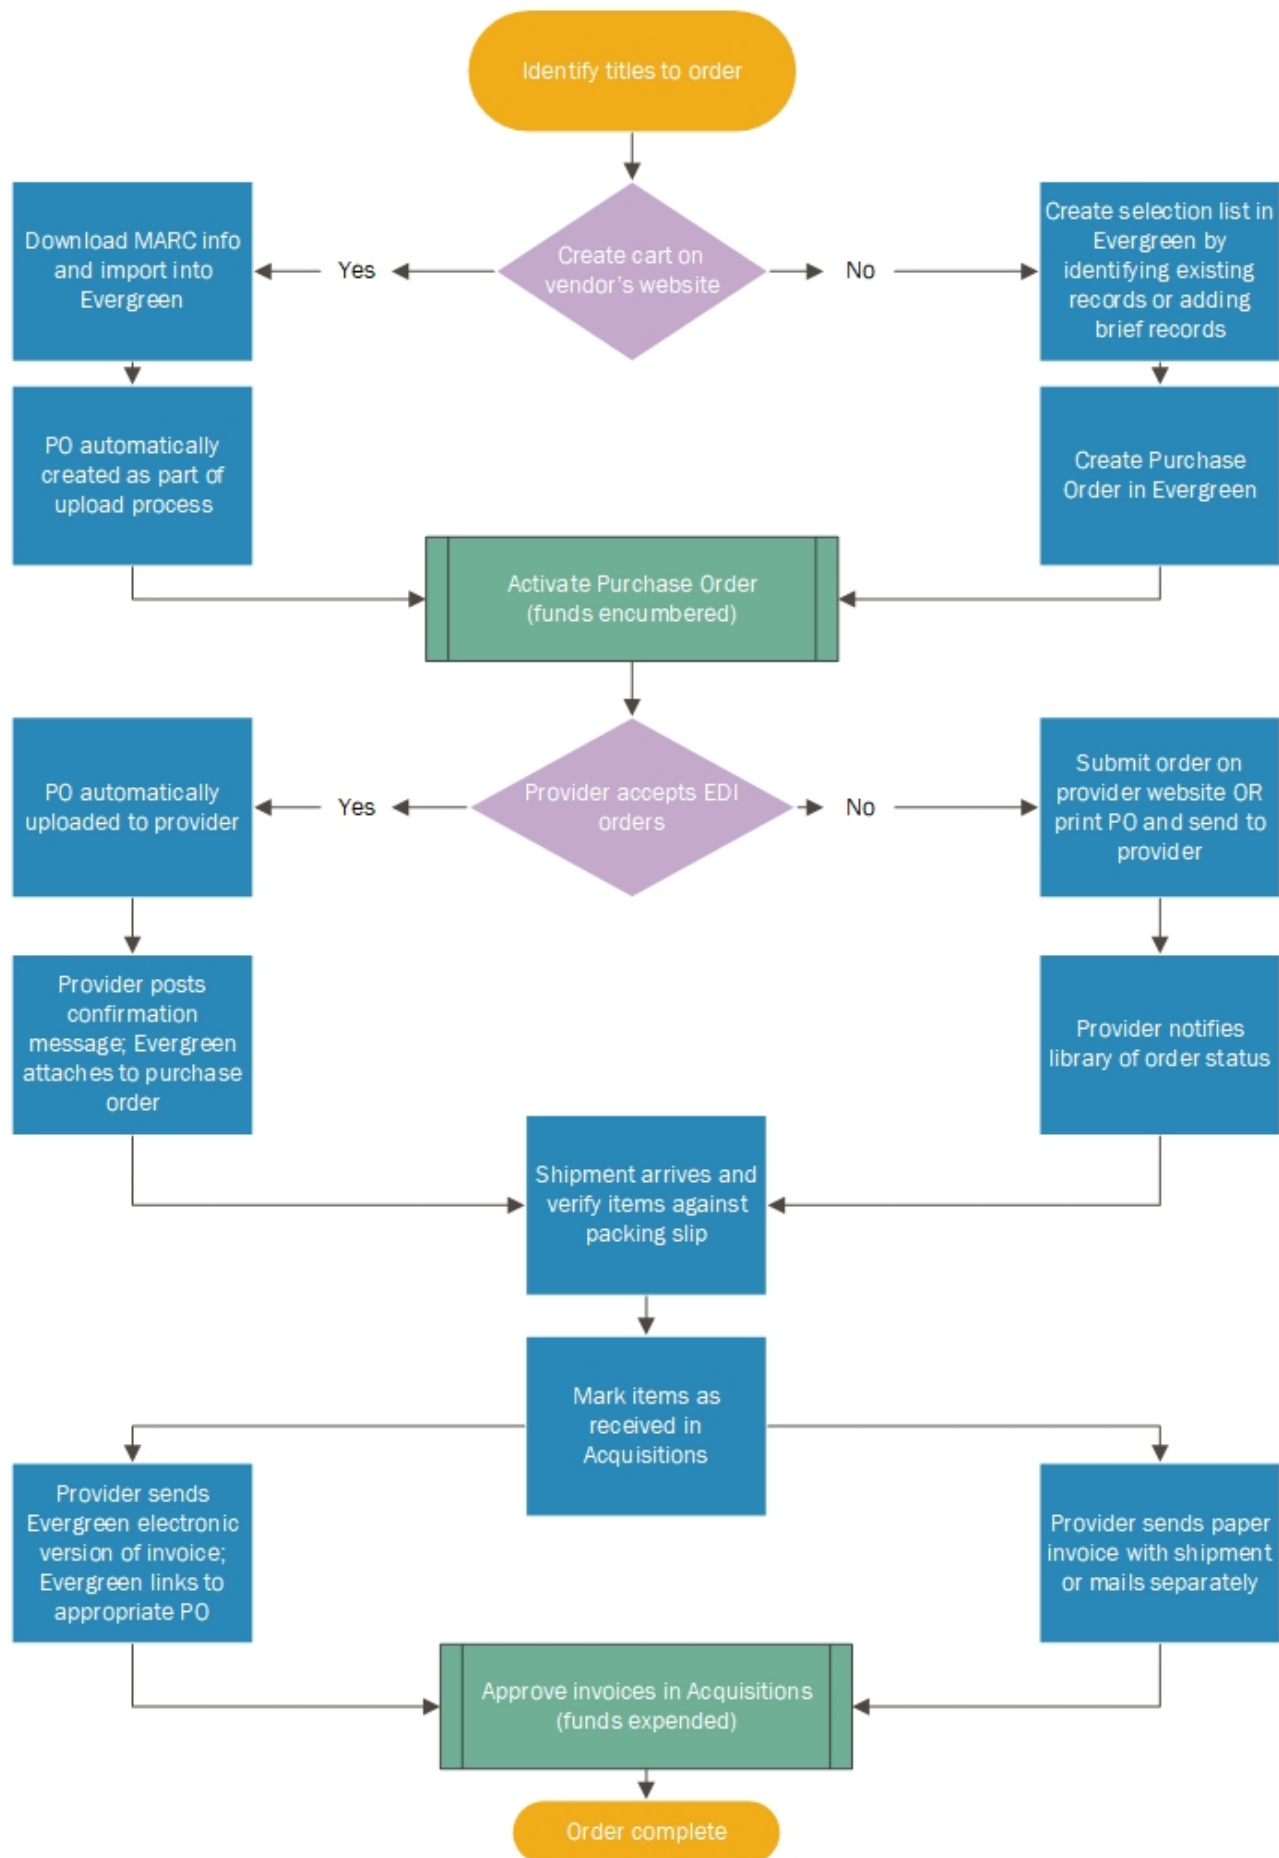 Identify titles to order
Download MARC info
and import into
Evergreen
Yes
Create cart on
vendor's website
No
Create selection list in
Evergreen by
identifying existing
records or adding
brief records
PO automatically
created as part of
upload process
Create Purchase
Order in Evergreen
Activate Purchase Order
(funds encumbered)
PO automatically
uploaded to provider
Yes
Provider accepts EDI
orders
No
Submit order on
provider website OR
print PO and send to
provider
Provider posts
confirmation
message; Evergreen
attaches to purchase
order
Provider notifies
library of order status
Shipment arrives and
verify items against
packing slip
Mark items as
received in
Acquisitions
Provider sends
Evergreen electronic
version of invoice;
Evergreen links to
appropriate PO
Provider sends paper
invoice with shipment
or mails separately
Approve invoices in Acquisitions
(funds expended)
Order complete